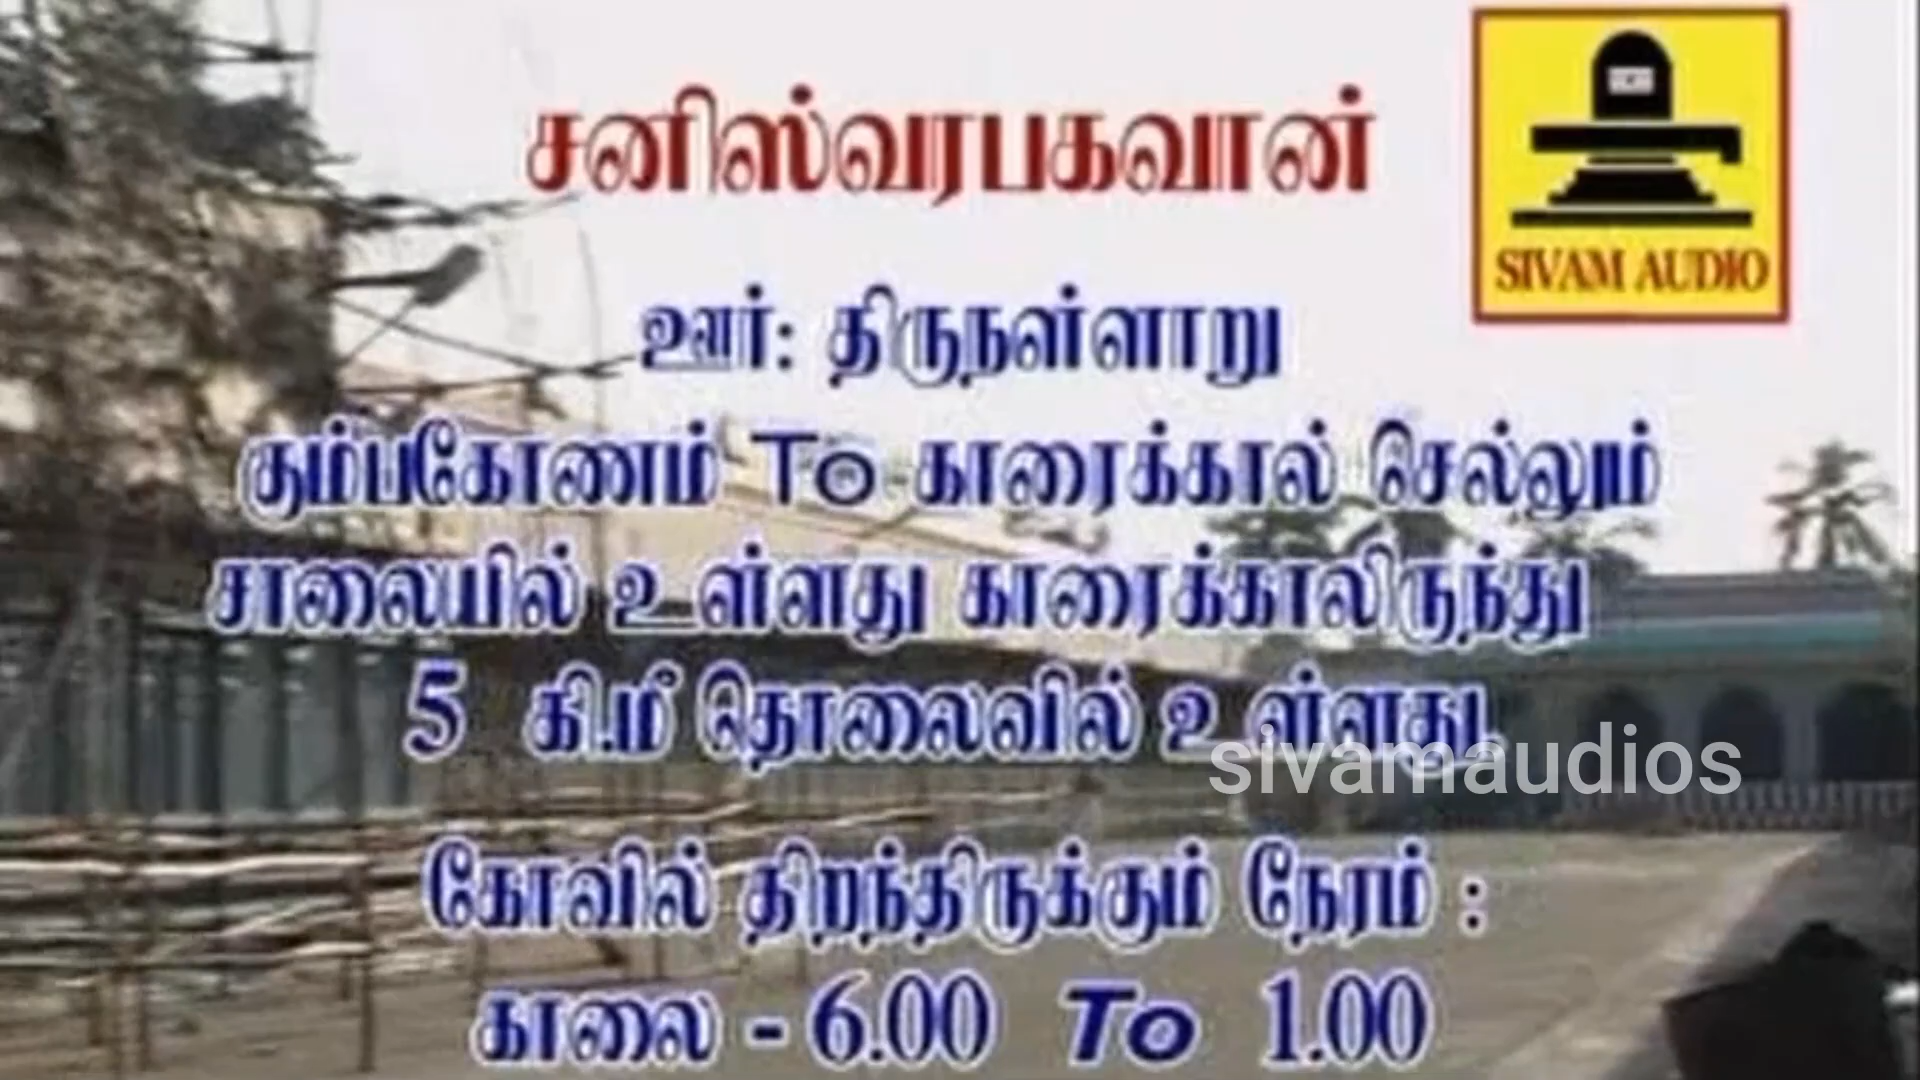 சனிஸ்வரபகவான்
SIVAM AUDIO
ஊர்: திருநள்ளாறு
கும்பகோணம் To காரைக்கால் செல்லும்
சாலையில் உள்ளது காரைக்காலிருந்து
5 கி.மீ தொலைவில் உள்ளது.
sivamaudios
கோவில் திறந்திருக்கும் நேரம் :
காலை - 6.00 To 1.00